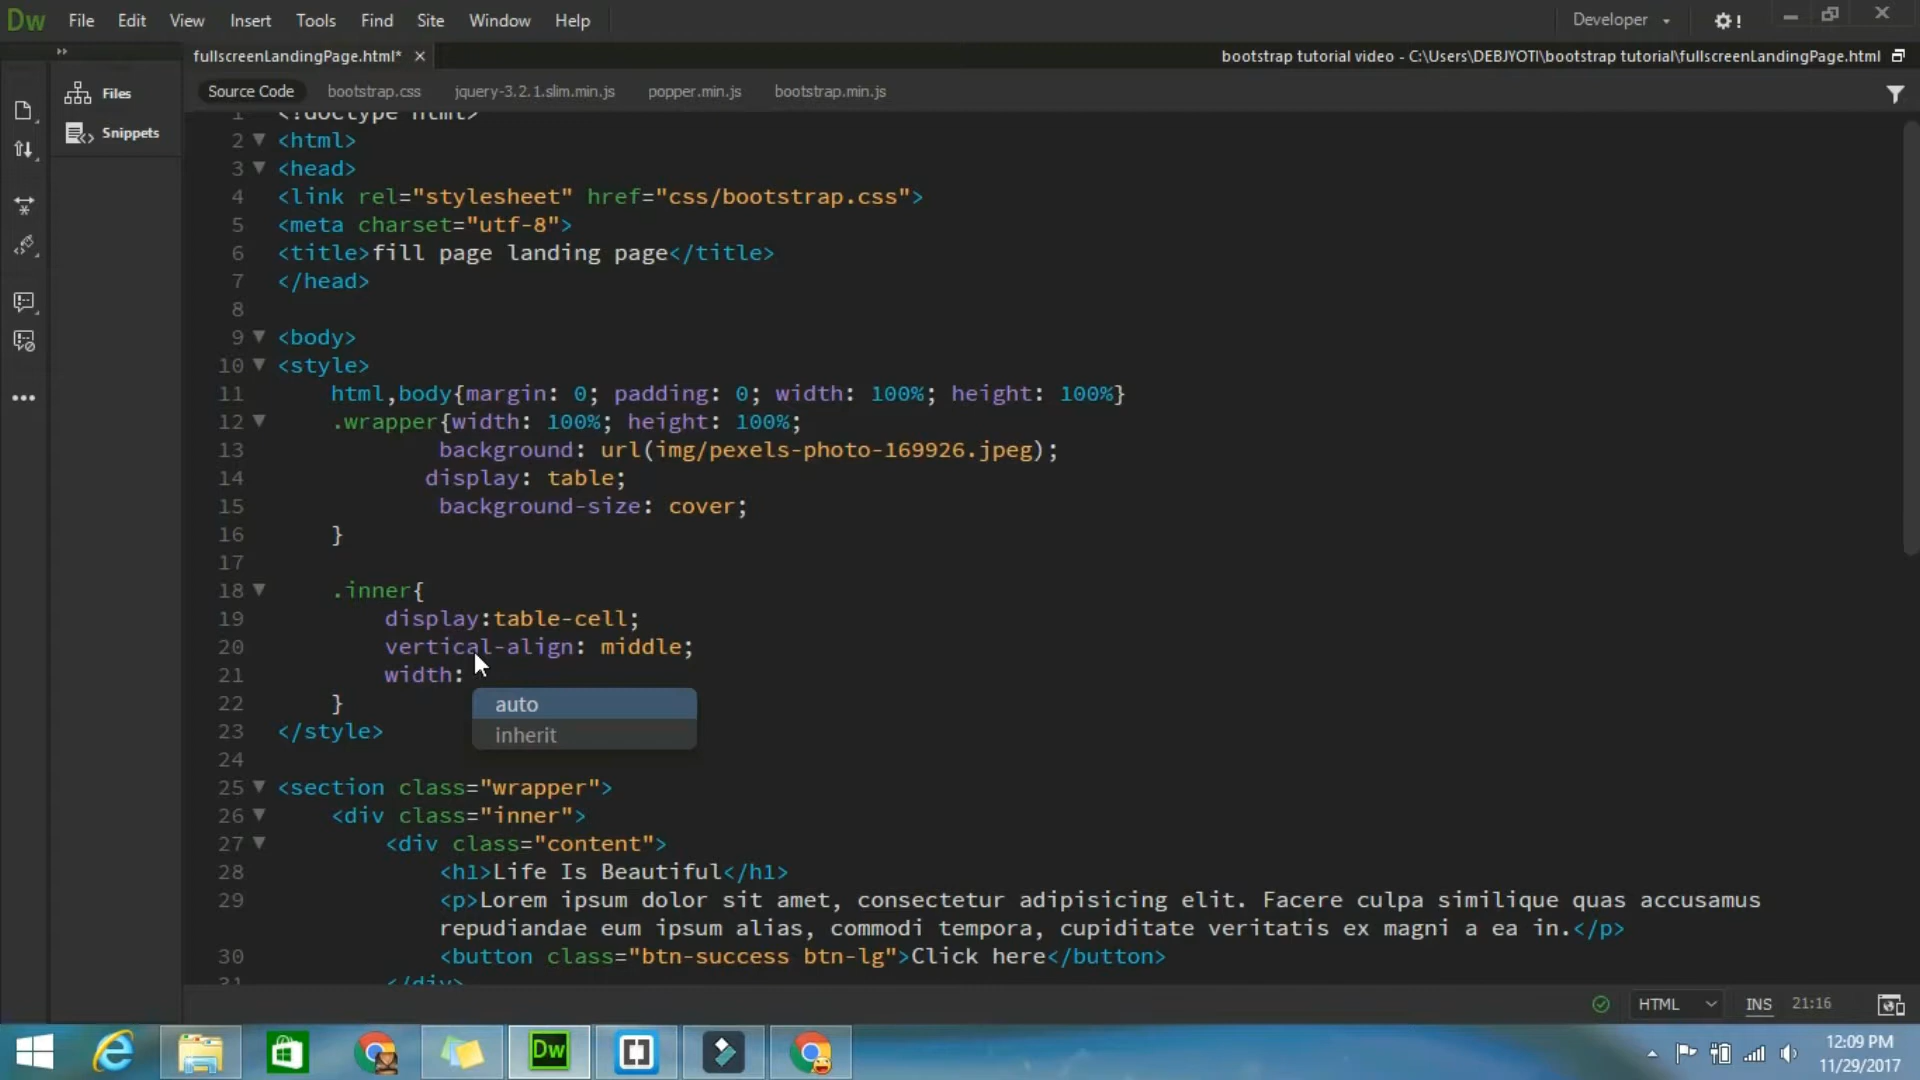 Dw File Edit View Insert Tools Find Site Window Help Developer !
fullscreenLandingPage.html* × bootstrap tutorial video - C:\Users\DEBJYOTI\bootstrap tutorial\fullscreenLandingPage.html
Files
Snippets
Source Code bootstrap.css jquery-3.2.1.slim.min.js popper.min.js bootstrap.min.js
1 <!doctype html>
2 <html>
3 <head>
4 <link rel="stylesheet" href="css/bootstrap.css">
5 <meta charset="utf-8">
6 <title>fill page landing page</title>
7 </head>
8
9 <body>
10 <style>
11 html,body{margin: 0; padding: 0; width: 100%; height: 100%}
12 .wrapper{width: 100%; height: 100%;
13 background: url(img/pexels-photo-169926.jpeg);
14 display: table;
15 background-size: cover;
16 }
17
18 .inner{
19 display:table-cell;
20 vertical-align: middle;
21 width:
auto
inherit
22 }
23 </style>
24
25 <section class="wrapper">
26 <div class="inner">
27 <div class="content">
28 <h1>Life Is Beautiful</h1>
29 <p>Lorem ipsum dolor sit amet, consectetur adipisicing elit. Facere culpa similique quas accusamus
repudiandae eum ipsum alias, commodi tempora, cupiditate veritatis ex magni a ea in.</p>
30 <button class="btn-success btn-lg">Click here</button>
31 </div>
HTML INS 21:16
Dw
12:09 PM
11/29/2017